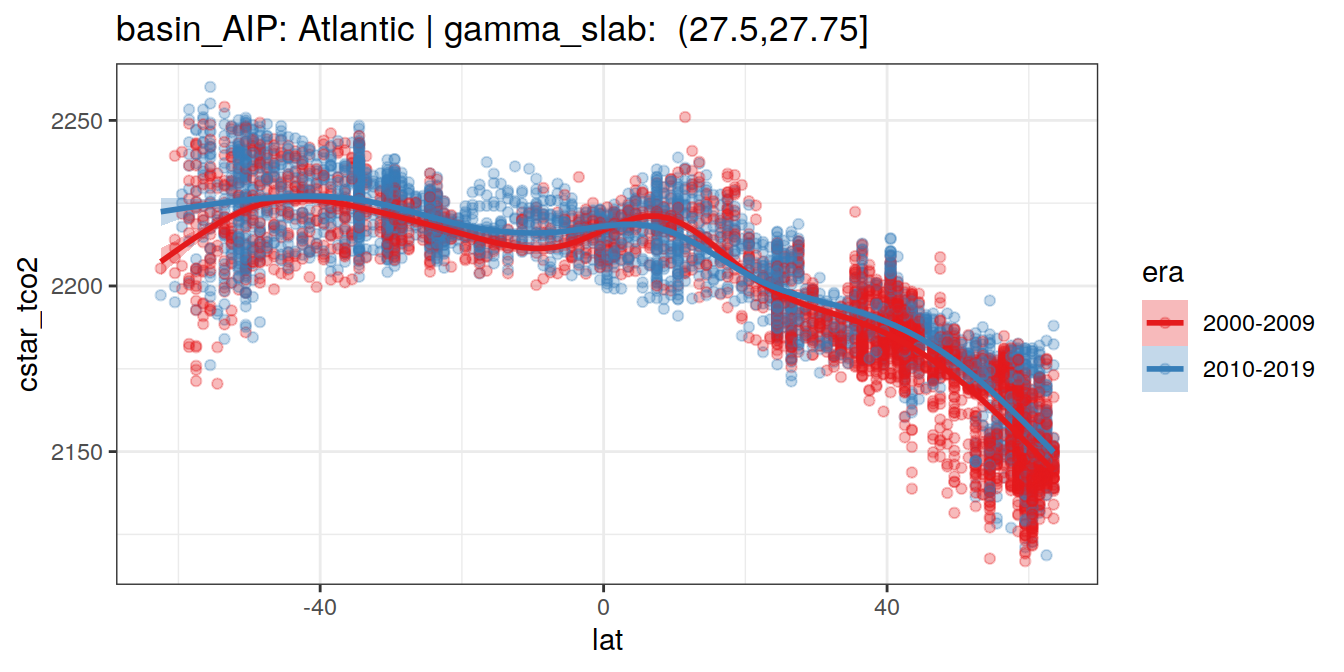 basin_AIP: Atlantic | gamma_slab:  (27.5,27.75]
2250
2200
2150
cstar_tco2
-40
0
40
lat
era
2000-2009
2010-2019